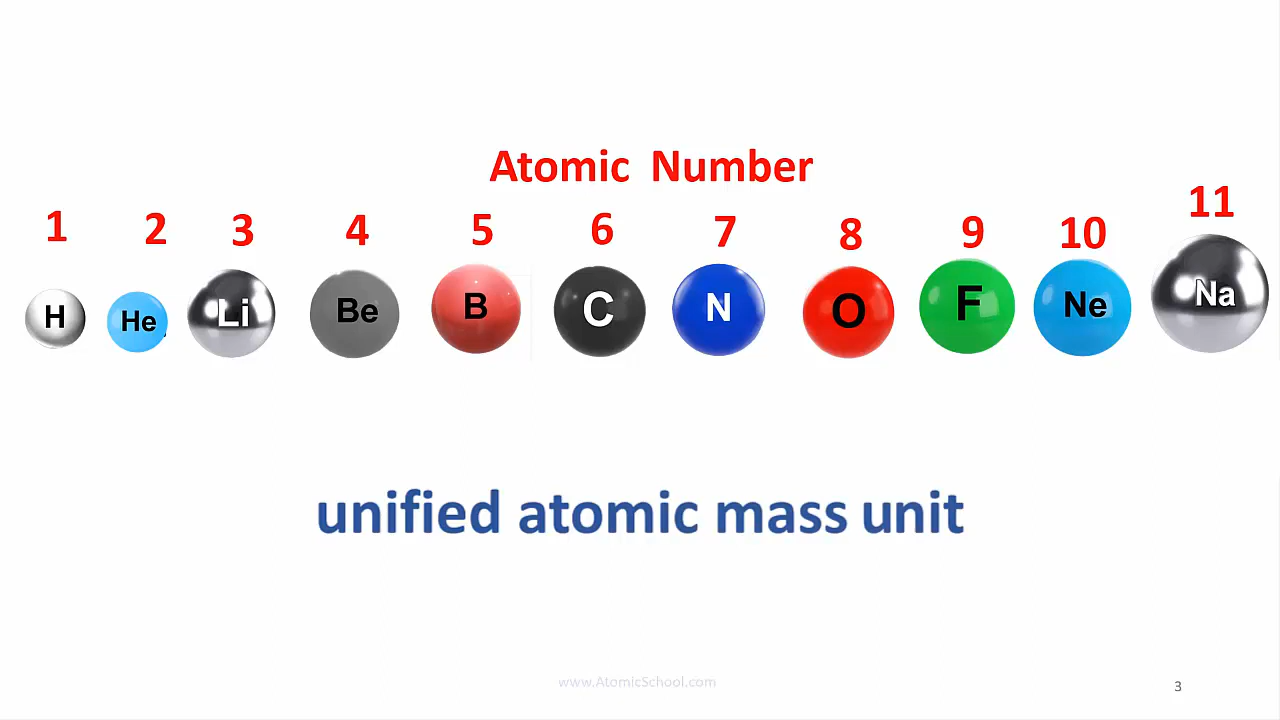 Atomic Number
1 2 3 4 5 6 7 8 9 10 11
H He Li Be B C N O F Ne Na
unified atomic mass unit
www.AtomicSchool.com
3